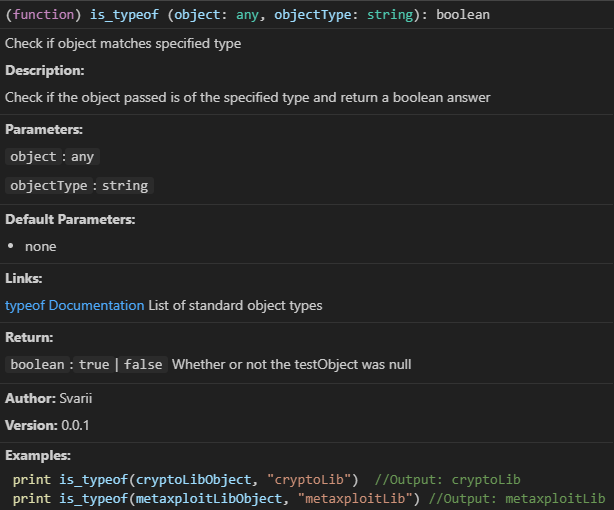 (function) is_typeof (object: any, objectType: string): boolean
Check if object matches specified type
Description:
Check if the object passed is of the specified type and return a boolean answer
Parameters:
object : any
objectType : string
Default Parameters:
• none
Links:
typeof Documentation List of standard object types
Return:
boolean : true | false Whether or not the testObject was null
Author: Svarii
Version: 0.0.1
Examples:
print is_typeof(cryptoLibObject, "cryptoLib")  //Output: cryptoLib
print is_typeof(metaxploitLibObject, "metaxploitLib") //Output: metaxploitLib